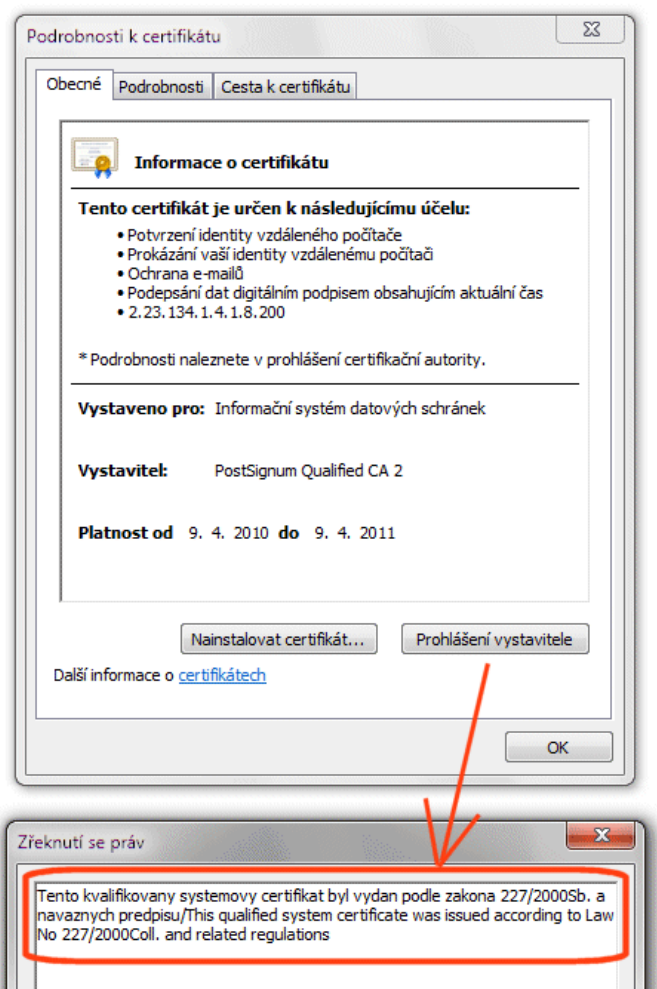 Podrobnosti k certifikátu
Obecné Podrobnosti Cesta k certifikátu
Informace o certifikátu
Tento certifikát je určen k následujícímu účelu:
• Potvrzení identity vzdáleného počítače
• Prokázání vaší identity vzdálenému počítači
• Ochrana e-mailů
• Podepsání dat digitálním podpisem obsahujícím aktuální čas
• 2.23.134.1.4.1.8.200
* Podrobnosti naleznete v prohlášení certifikační autority.
Vystaveno pro: Informační systém datových schránek
Vystavitel: PostSignum Qualified CA 2
Platnost od 9. 4. 2010 do 9. 4. 2011
Nainstalovat certifikát... Prohlášení vystavitele
Další informace o certifikátech
OK
Zřeknutí se práv
Tento kvalifikovany systemovy certifikat byl vydan podle zakona 227/2000Sb. a
navaznych predpisu/This qualified system certificate was issued according to Law
No 227/2000Coll. and related regulations